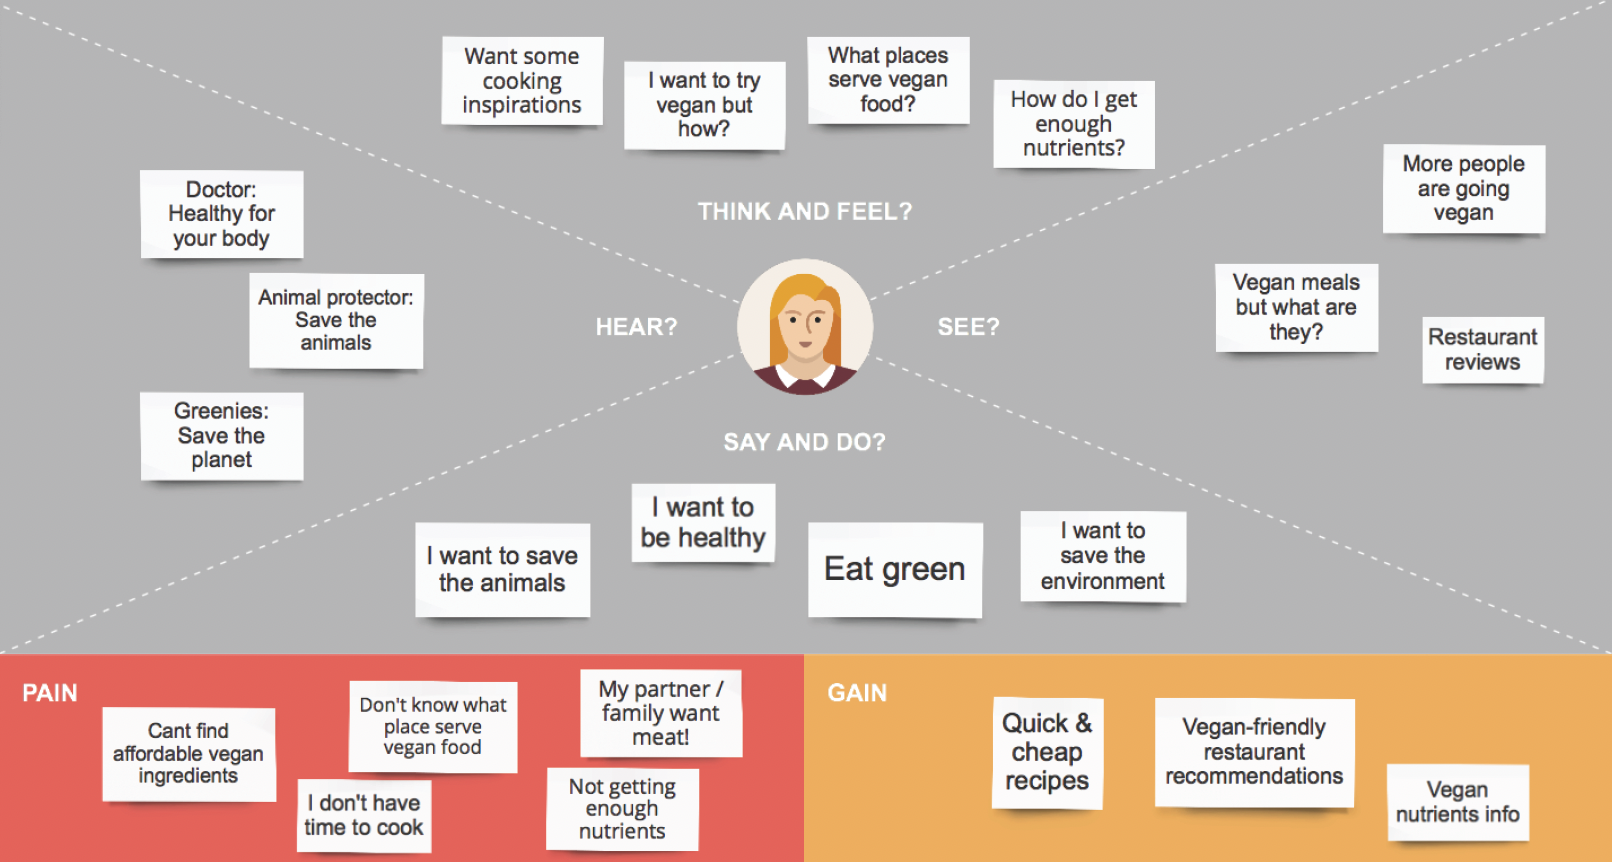 Want some
cooking
inspirations
I want to try
vegan but
how?
What places
serve vegan
food?
How do I get
enough
nutrients?
THINK AND FEEL?
Doctor:
Healthy for
your body
Animal protector:
Save the
animals
Greenies:
Save the
planet
HEAR?
SEE?
More people
are going
vegan
Vegan meals
but what are
they?
Restaurant
reviews
SAY AND DO?
I want to save
the animals
I want to
be healthy
Eat green
I want to
save the
environment
PAIN
Cant find
affordable vegan
ingredients
Don't know what
place serve
vegan food
My partner /
family want
meat!
I don't have
time to cook
Not getting
enough
nutrients
GAIN
Quick &
cheap
recipes
Vegan-friendly
restaurant
recommendations
Vegan
nutrients info